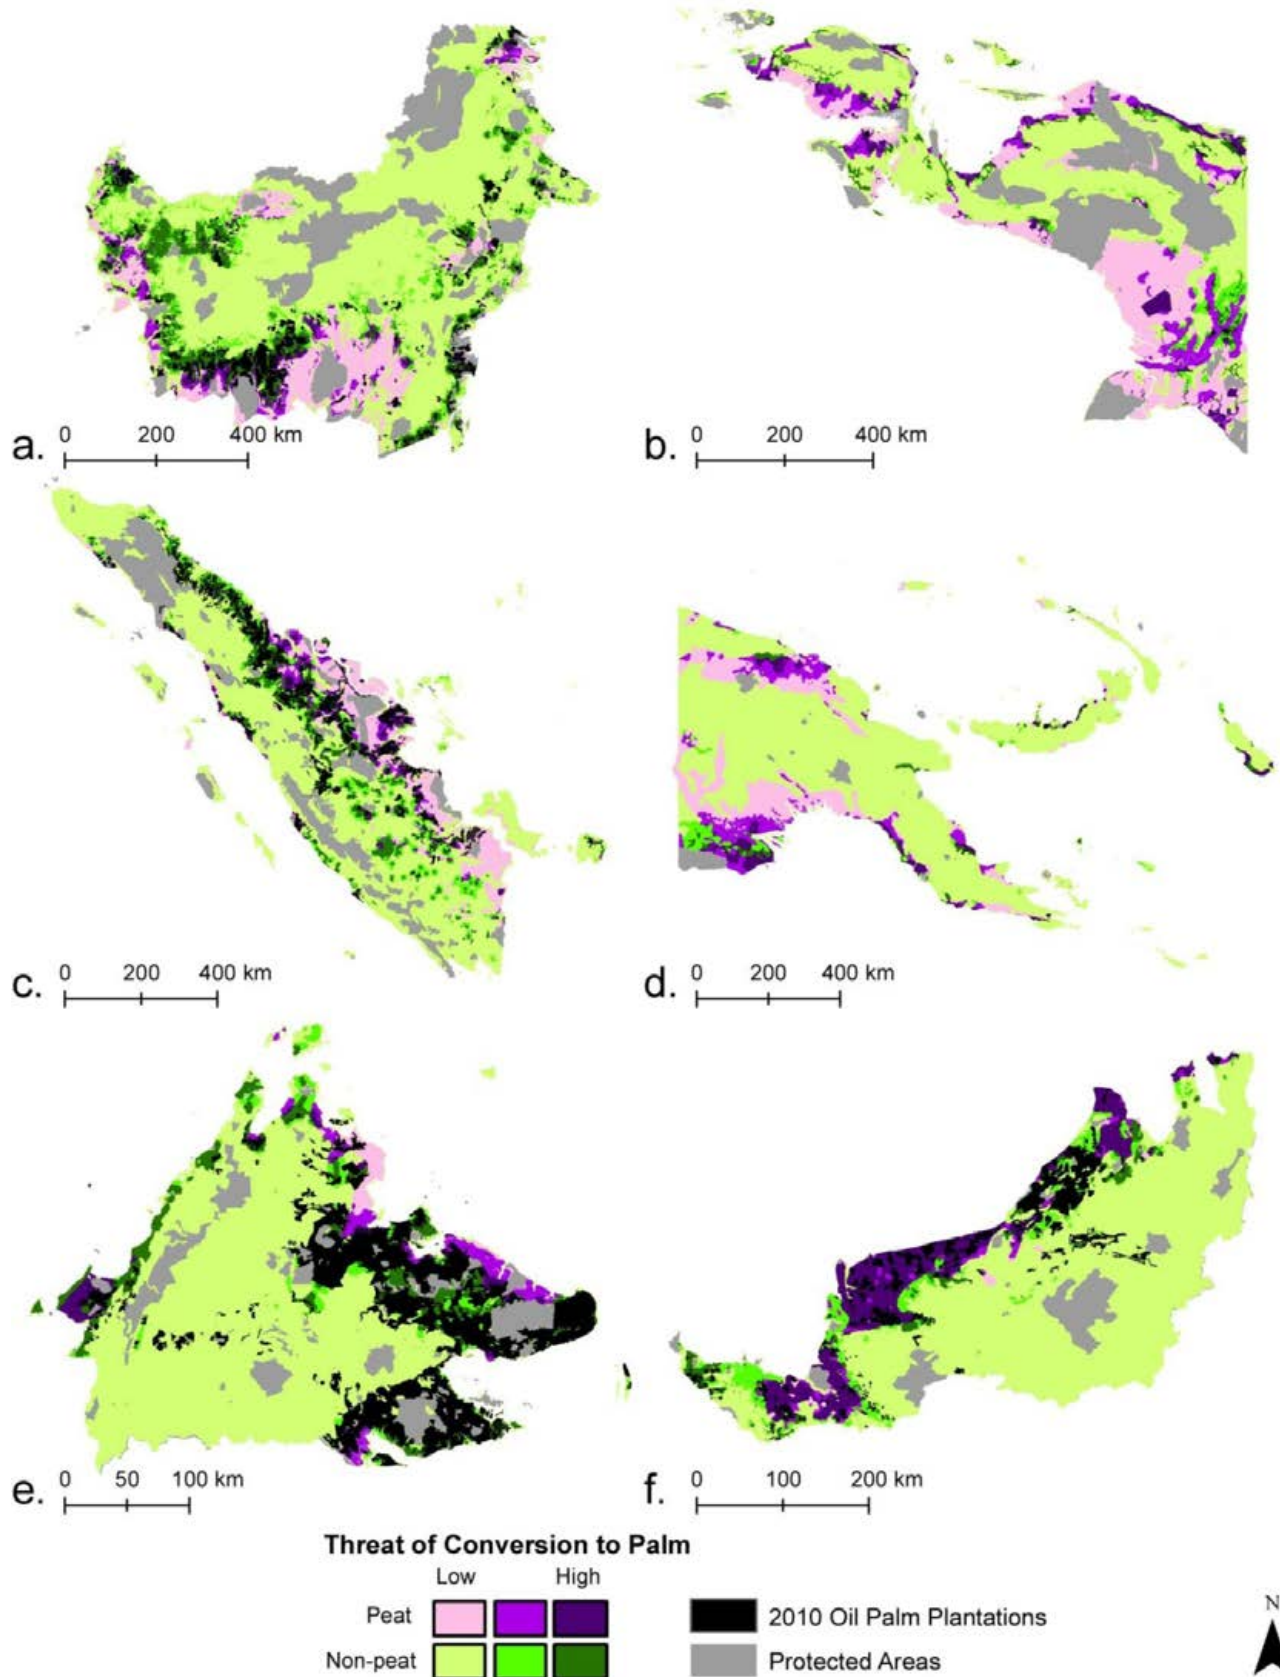 a.
0 200 400 km
b.
0 200 400 km
c.
0 200 400 km
d.
0 200 400 km
e.
0 50 100 km
f.
0 100 200 km
Threat of Conversion to Palm
Low High
Peat
Non-peat
2010 Oil Palm Plantations
Protected Areas
N